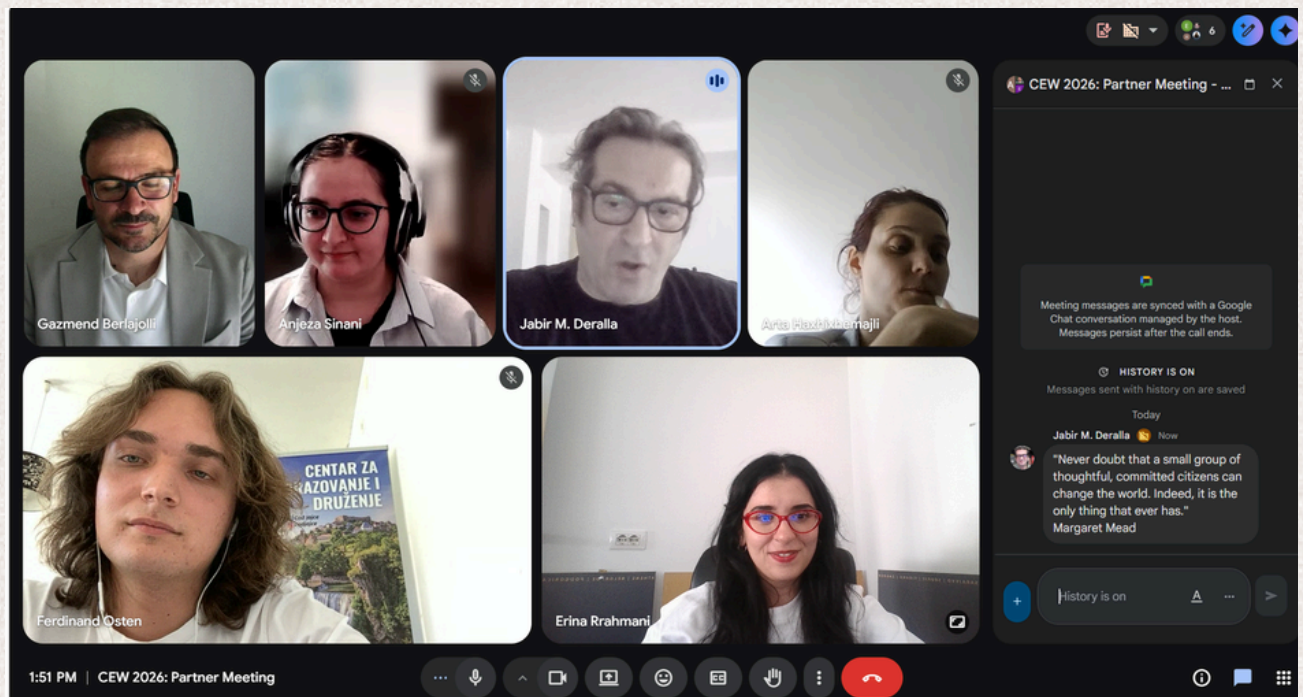 6
CEW 2026: Partner Meeting - ...
Gazmend Berlajolli
Anjeza Sinani
Jabir M. Deralla
Arta Haxhixhemajli
Meeting messages are synced with a Google
Chat conversation managed by the host.
Messages persist after the call ends.
HISTORY IS ON
Messages sent with history on are saved
Today
Jabir M. Deralla Now
"Never doubt that a small group of
thoughtful, committed citizens can
change the world. Indeed, it is the
only thing that ever has."
Margaret Mead
CENTAR ZA
RAZOVANJE I
DRUŽENJE
Ferdinand Osten
Erina Rrahmani
History is on
1:51 PM | CEW 2026: Partner Meeting